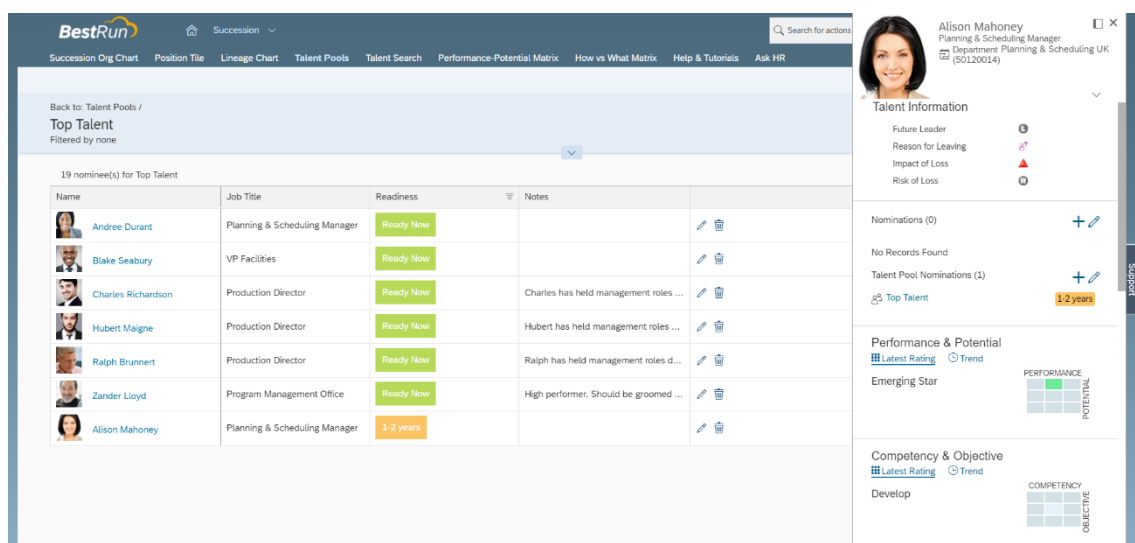 BestRun
Succession
Search for actions
Succession Org Chart Position Tile Lineage Chart Talent Pools Talent Search Performance-Potential Matrix How vs What Matrix Help & Tutorials Ask HR
Back to: Talent Pools /
Top Talent
Filtered by none
19 nominee(s) for Top Talent
Name Job Title Readiness Notes
Andree Durant Planning & Scheduling Manager Ready Now
Blake Seabury VP Facilities Ready Now
Charles Richardson Production Director Ready Now Charles has held management roles ...
Hubert Maigne Production Director Ready Now Hubert has held management roles ...
Ralph Brunnert Production Director Ready Now Ralph has held management roles d...
Zander Lloyd Program Management Office Ready Now High performer. Should be groomed ...
Alison Mahoney Planning & Scheduling Manager 1-2 years
Alison Mahoney
Planning & Scheduling Manager
Department Planning & Scheduling UK
(50120014)
Talent Information
Future Leader L
Reason for Leaving
Impact of Loss
Risk of Loss
Nominations (0)
No Records Found
Talent Pool Nominations (1)
Top Talent 1-2 years
Performance & Potential
Latest Rating Trend
Emerging Star
PERFORMANCE
POTENTIAL
Competency & Objective
Latest Rating Trend
Develop
COMPETENCY
OBJECTIVE
Support